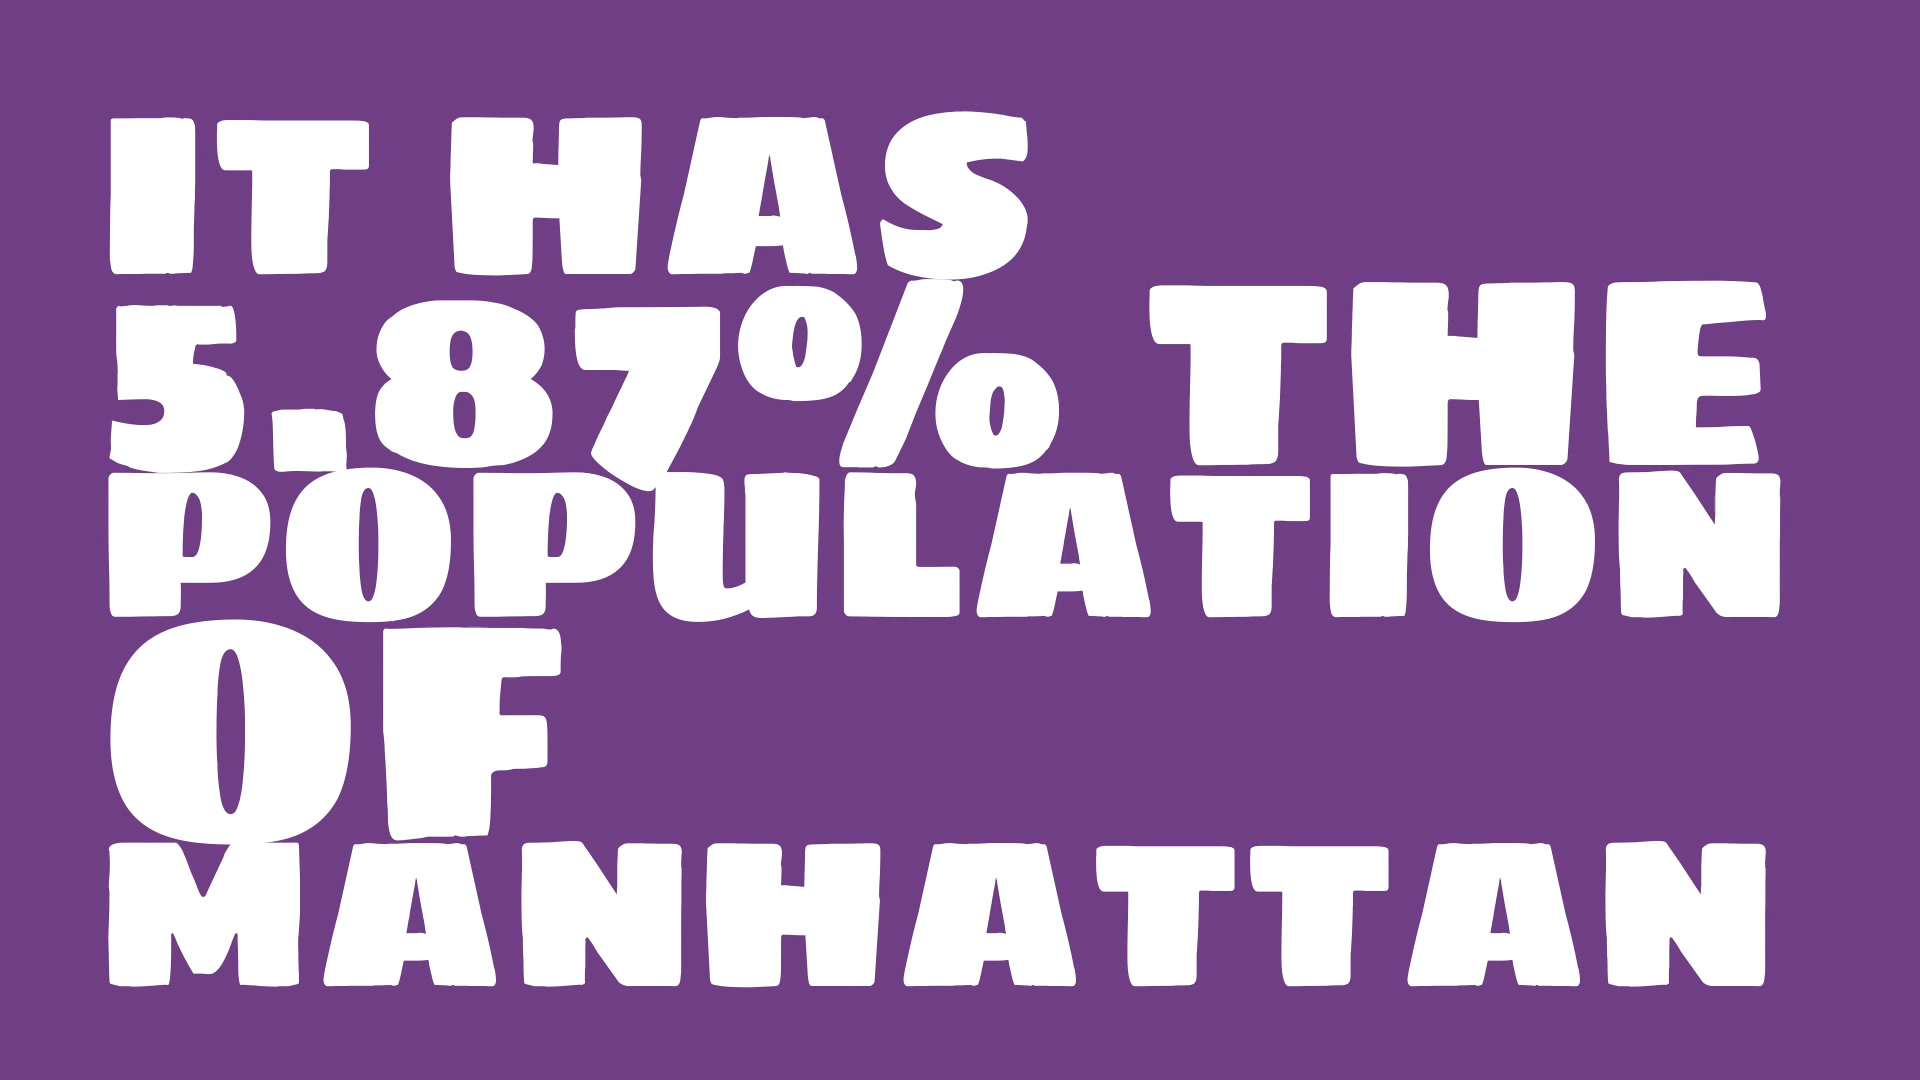 IT HAS
5.87% THE
POPULATION
OF
MANHATTAN